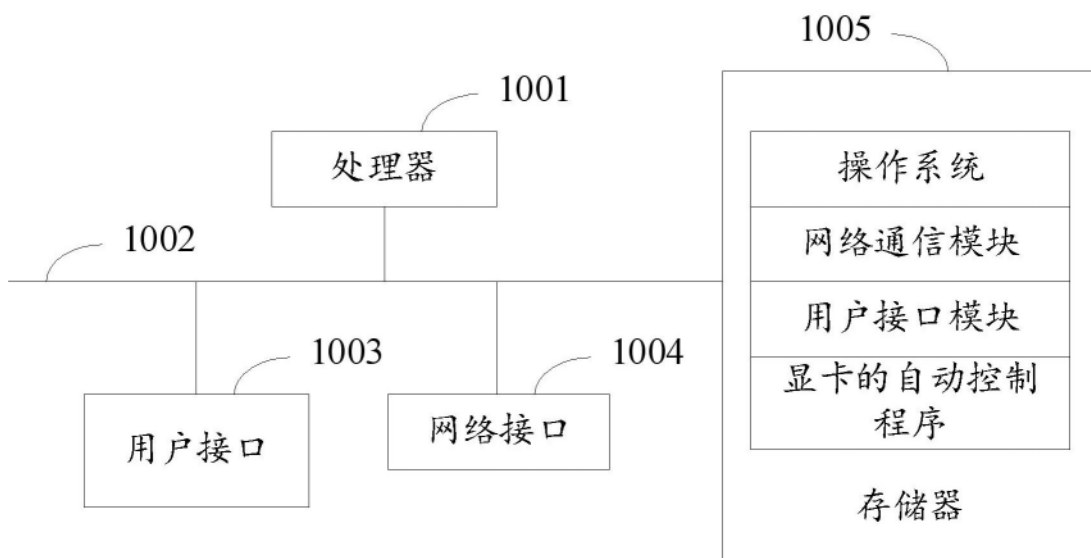 1005
1001
处理器
操作系统
1002
网络通信模块
用户接口模块
1003
1004
显卡的自动控制
程序
用户接口
网络接口
存储器